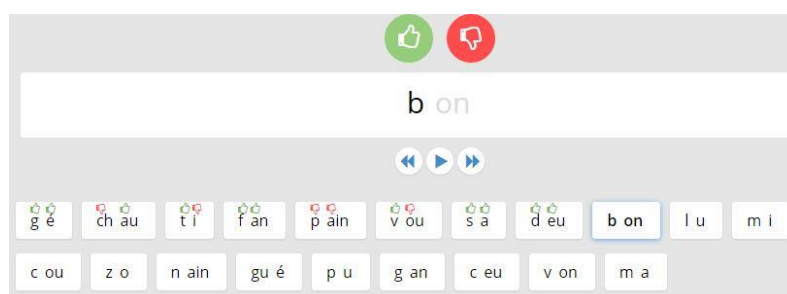 b on
g é ch au t i f an p ain v ou s a d eu b on l u m i
c ou z o n ain gu é p u g an c eu v on m a